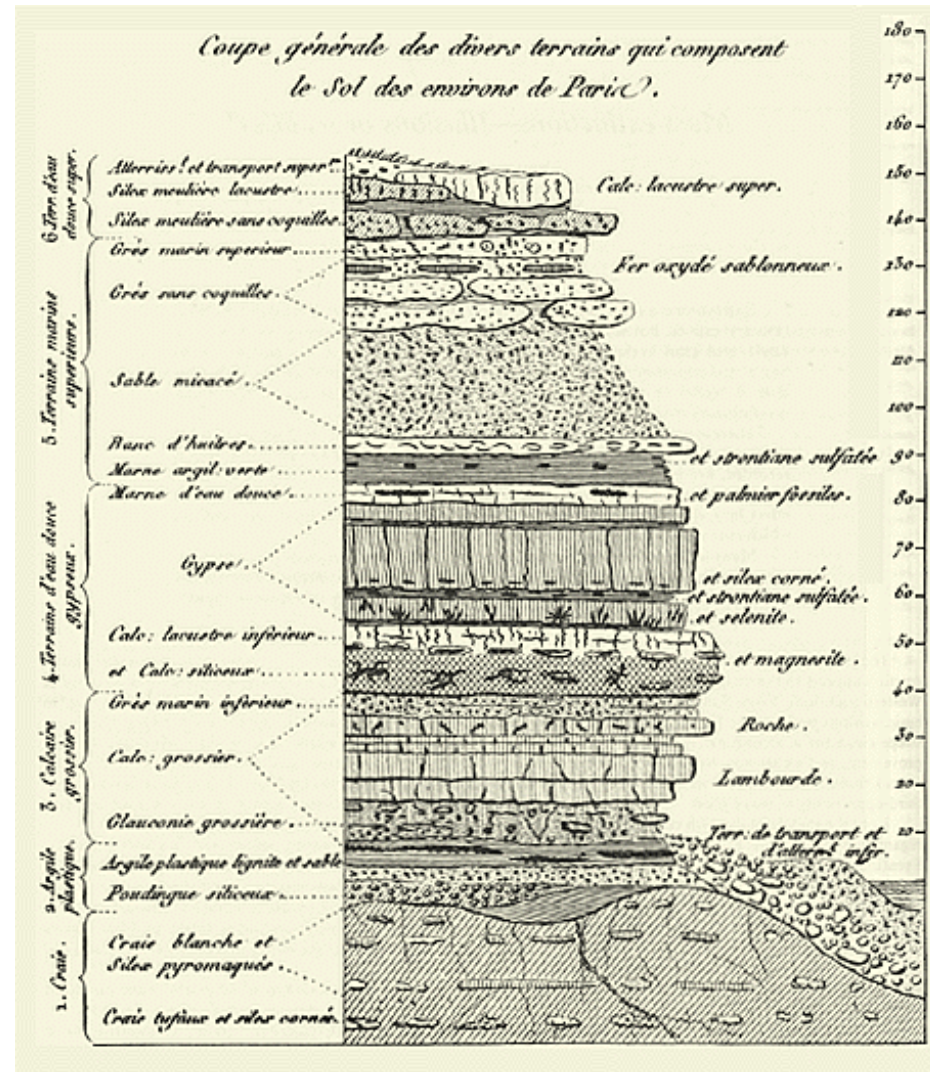 Coupe générale des divers terrains qui composent
le Sol des environs de Paris.
180
170
160
150
140
130
120
110
100
90
80
70
60
50
40
30
20
10
6. Terr. d'eau
douce super.
Atterriss.t et transport super.r
Silex meulière lacustre
Silex meulière sans coquilles
Calc: lacustre super.
5. Terrains marins
superieurs.
Grès marin superieur
Grès sans coquilles
Sable micacé
Banc d'huitres
Marne argil: verte
Fer oxydé sablonneux.
et strontiane sulfatée
4. Terrains d'eau douce
gypseux.
Marne d'eau douce
Gypse
Calc: lacustre inférieur
et Calc: siliceux
et palmier fossiles.
et silex corné.
et strontiane sulfatée.
et selenite.
et magnesite.
3. Calcaire
grossier.
Grès marin inférieur
Calc: grossier
Glauconie grossière
Roche.
Lambourde.
2. Argile
plastique.
Argile plastique lignite et sable
Poudingue siliceux
Terr: de transport et
d'atterr.t infér.
1. Craie.
Craie blanche et
Silex pyromaques
Craie tufaux et silex cornés